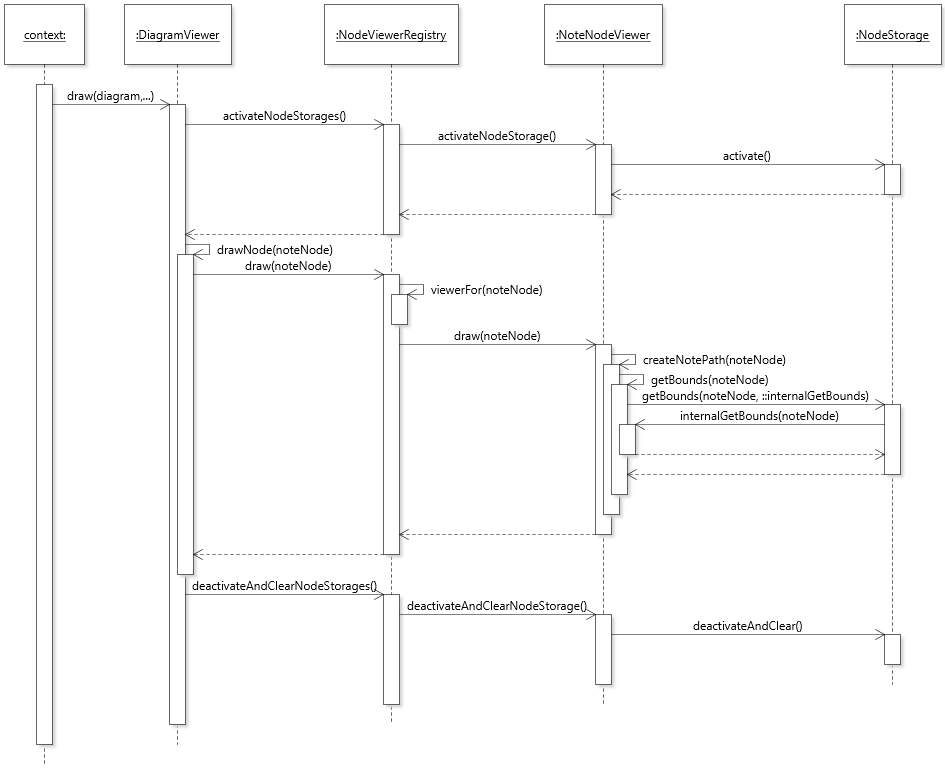 context:
:DiagramViewer
:NodeViewerRegistry
:NoteNodeViewer
:NodeStorage
draw(diagram,...)
activateNodeStorages()
activateNodeStorage()
activate()
drawNode(noteNode)
draw(noteNode)
viewerFor(noteNode)
draw(noteNode)
createNotePath(noteNode)
getBounds(noteNode)
getBounds(noteNode, ::internalGetBounds)
internalGetBounds(noteNode)
deactivateAndClearNodeStorages()
deactivateAndClearNodeStorage()
deactivateAndClear()